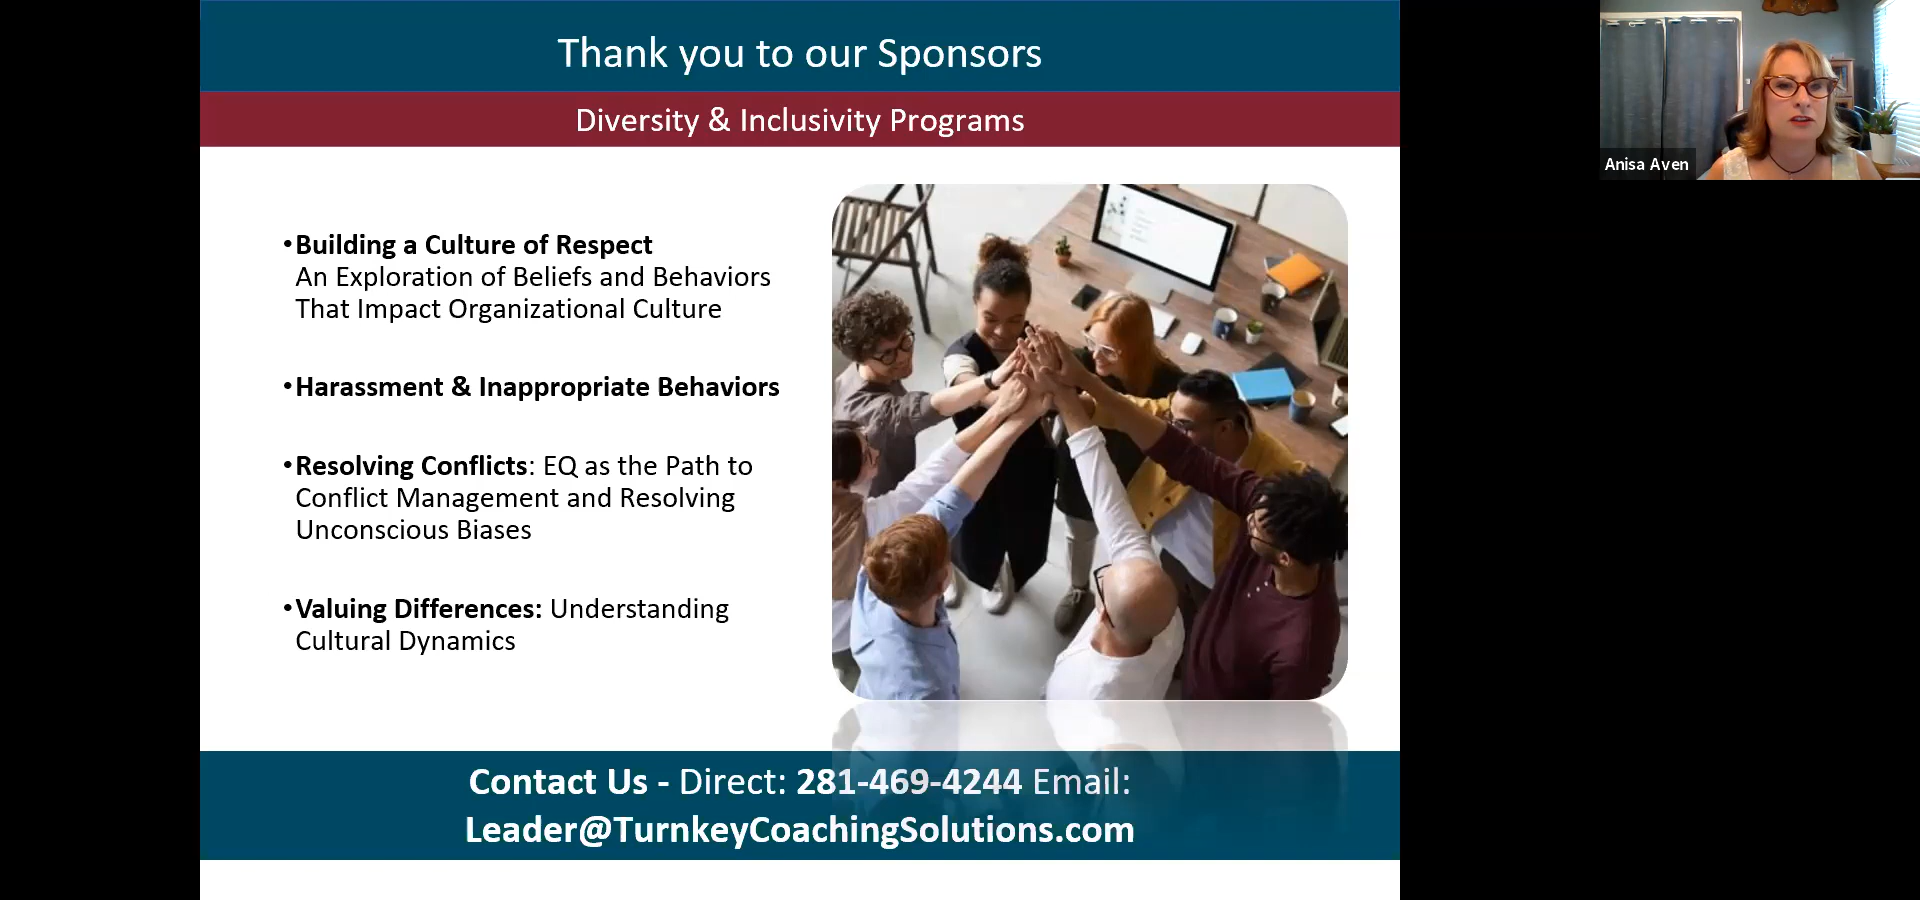 Thank you to our Sponsors
Diversity & Inclusivity Programs
•Building a Culture of Respect
An Exploration of Beliefs and Behaviors
That Impact Organizational Culture
•Harassment & Inappropriate Behaviors
•Resolving Conflicts: EQ as the Path to
Conflict Management and Resolving
Unconscious Biases
•Valuing Differences: Understanding
Cultural Dynamics
Contact Us - Direct: 281-469-4244 Email:
Leader@TurnkeyCoachingSolutions.com
Anisa Aven